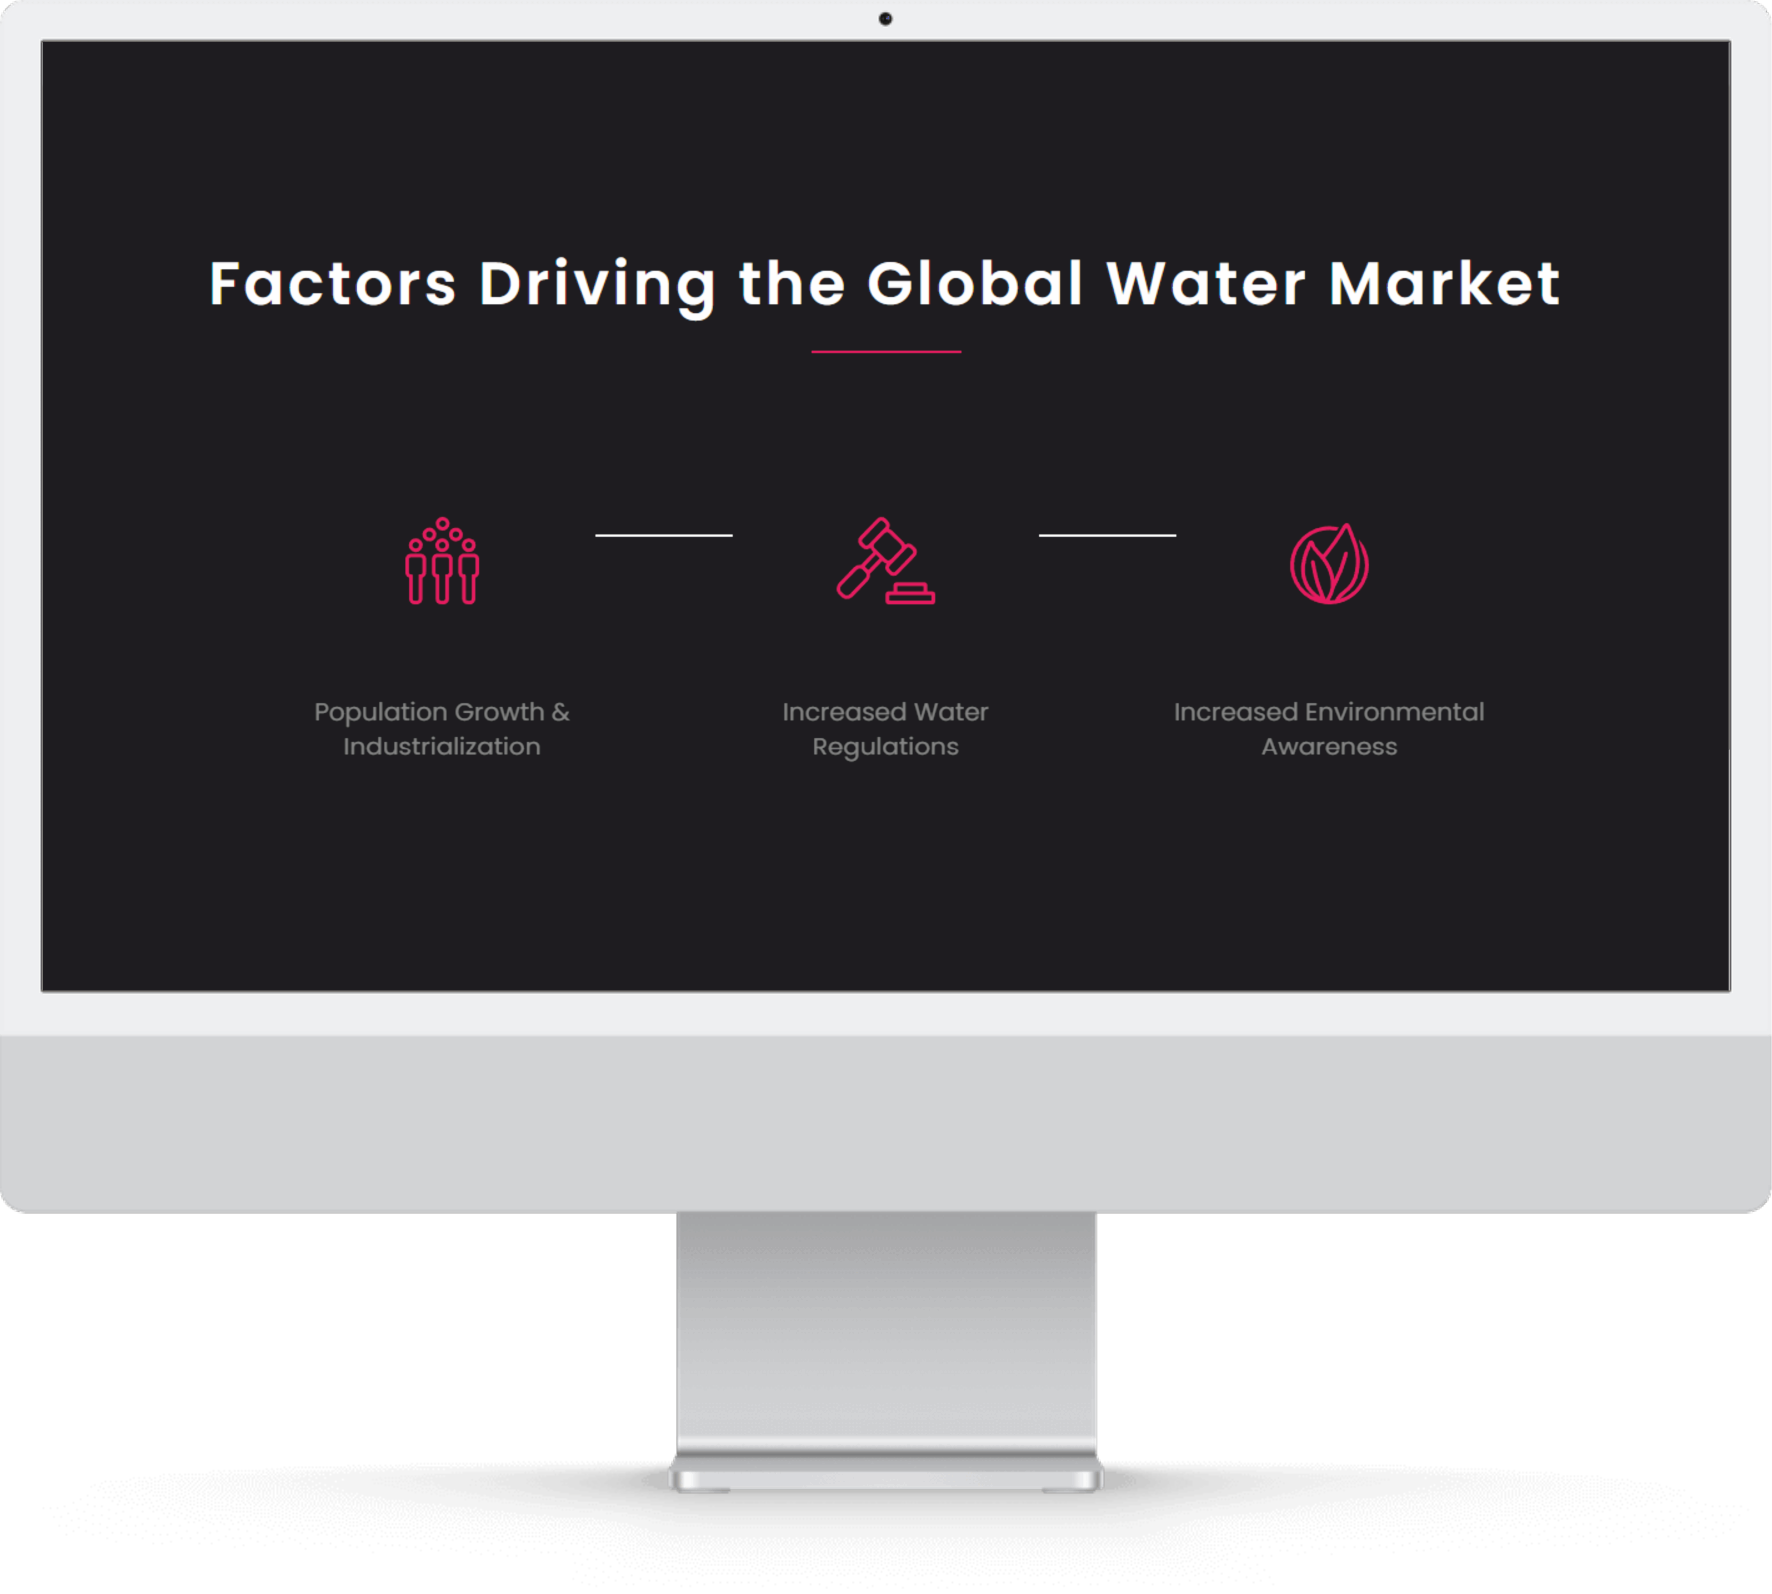 Factors Driving the Global Water Market
Population Growth &
Industrialization
Increased Water
Regulations
Increased Environmental
Awareness